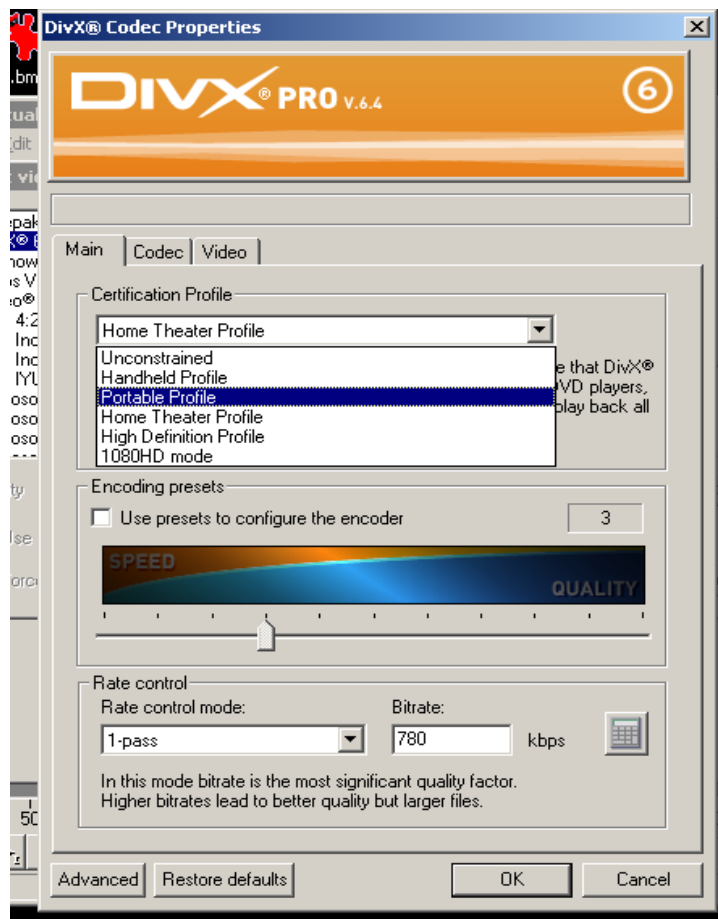 DivX® Codec Properties
.bm
DIVX® PRO V.6.4
6
Main
Codec
Video
Certification Profile
Home Theater Profile
Unconstrained
Handheld Profile
Portable Profile
Home Theater Profile
High Definition Profile
1080HD mode
e that DivX®
VD players,
play back all
Encoding presets
Use presets to configure the encoder
3
SPEED
QUALITY
Rate control
Rate control mode:
Bitrate:
1-pass
780
kbps
In this mode bitrate is the most significant quality factor.
Higher bitrates lead to better quality but larger files.
50
Advanced
Restore defaults
OK
Cancel